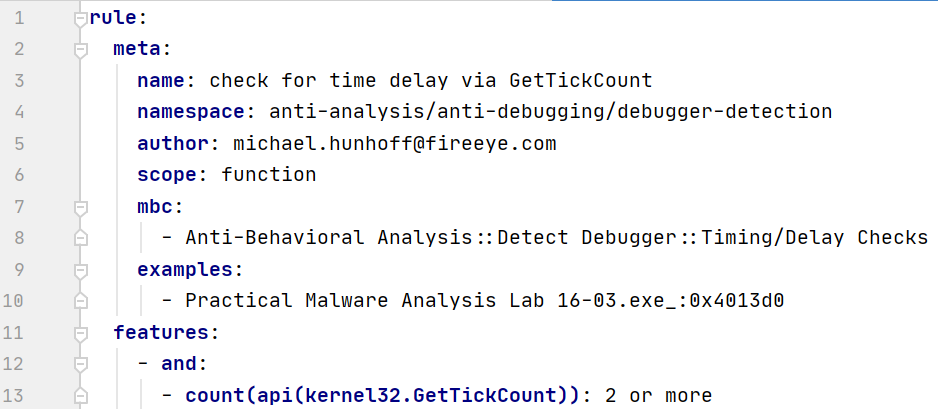 1 rule:
2 meta:
3 name: check for time delay via GetTickCount
4 namespace: anti-analysis/anti-debugging/debugger-detection
5 author: michael.hunhoff@fireeye.com
6 scope: function
7 mbc:
8 - Anti-Behavioral Analysis::Detect Debugger::Timing/Delay Checks
9 examples:
10 - Practical Malware Analysis Lab 16-03.exe_:0x4013d0
11 features:
12 - and:
13 - count(api(kernel32.GetTickCount)): 2 or more